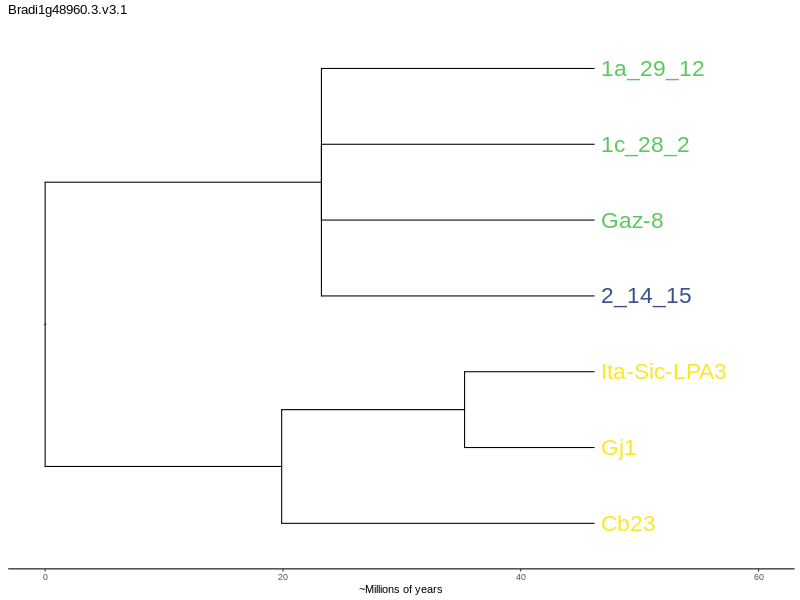 Bradi1g48960.3.v3.1
1a_29_12
1c_28_2
Gaz-8
2_14_15
Ita-Sic-LPA3
Gj1
Cb23
0 20 40 60
~Millions of years